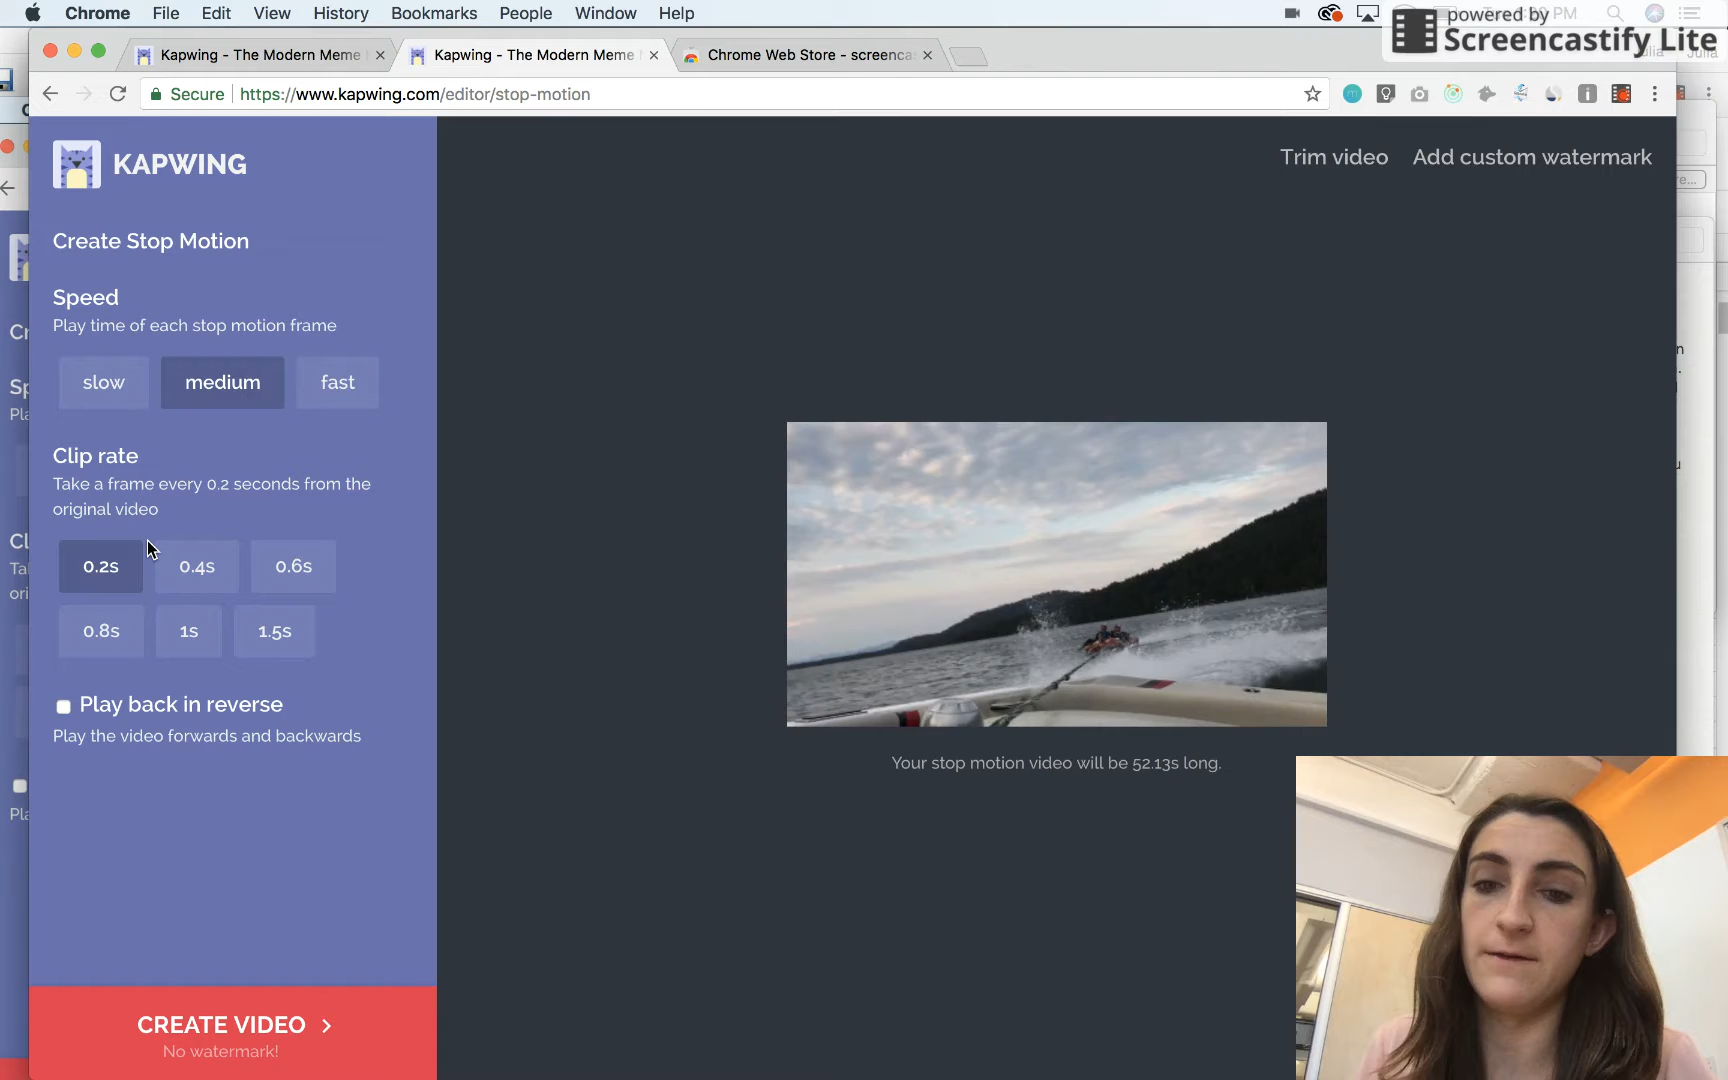 Chrome File Edit View History Bookmarks People Window Help
powered by
Screencastify Lite
Kapwing - The Modern Meme
Kapwing - The Modern Meme
Chrome Web Store - screenca
Secure https://www.kapwing.com/editor/stop-motion
KAPWING
Trim video Add custom watermark
Create Stop Motion
Speed
Play time of each stop motion frame
slow medium fast
Clip rate
Take a frame every 0.2 seconds from the
original video
0.2s 0.4s 0.6s
0.8s 1s 1.5s
Play back in reverse
Play the video forwards and backwards
Your stop motion video will be 52.13s long.
CREATE VIDEO
No watermark!